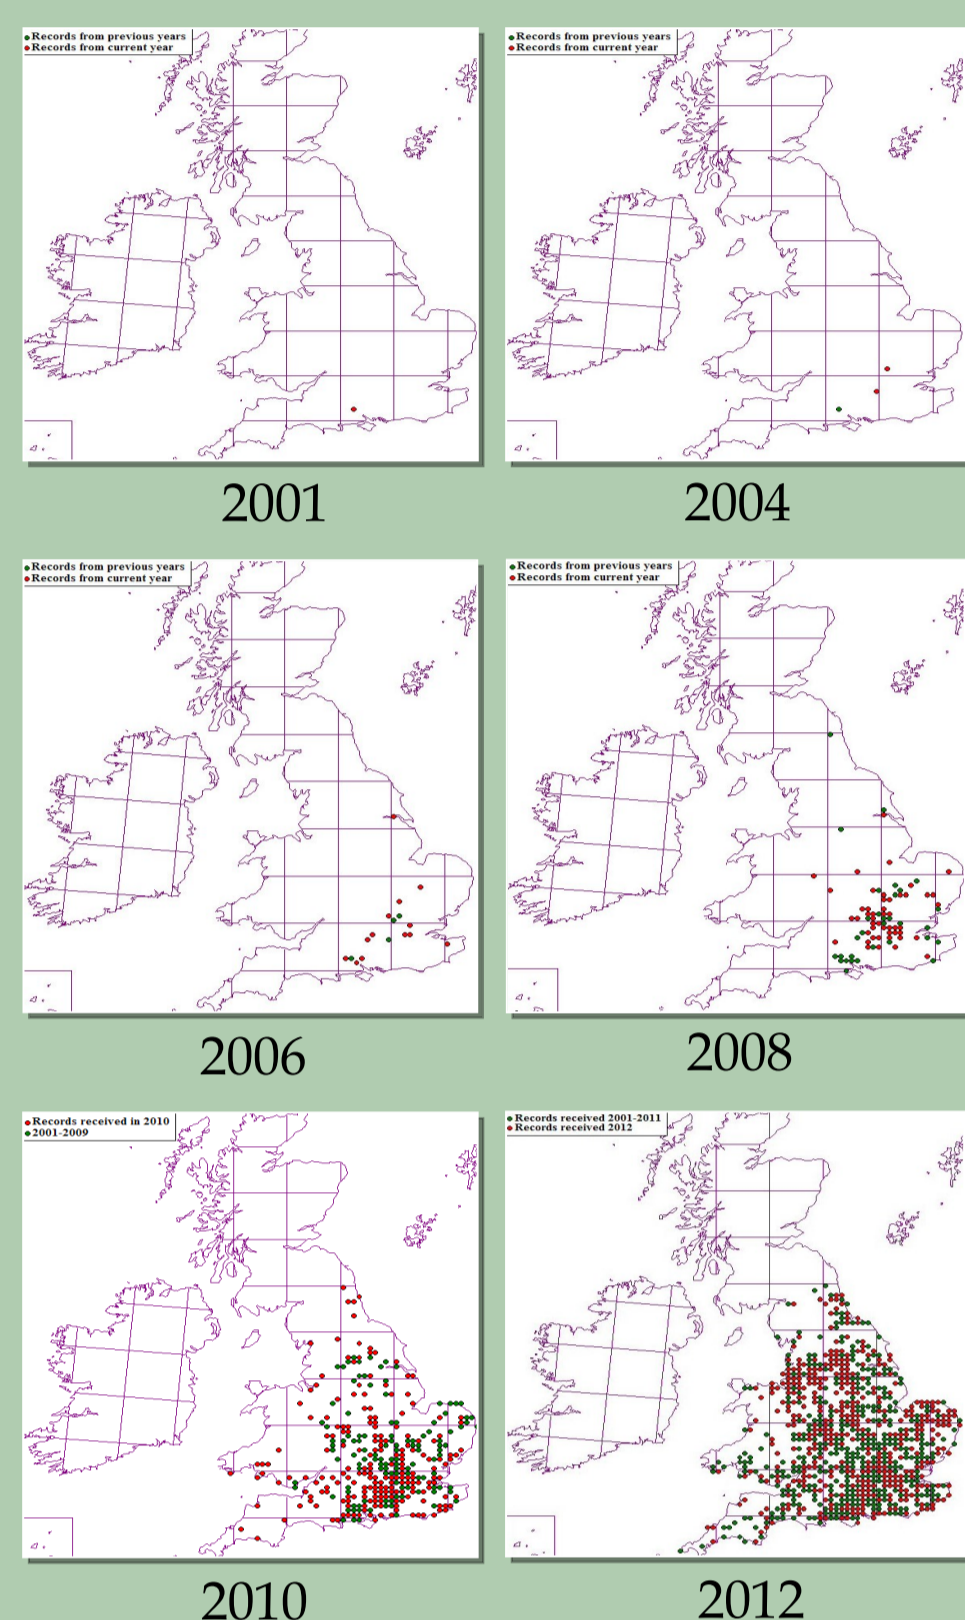 Records from previous years
Records from current year
Records from previous years
Records from current year
2001
2004
Records from previous years
Records from current year
Records from previous years
Records from current year
2006
2008
Records received in 2010
2001-2009
Records received 2001-2011
Records received 2012
2010
2012